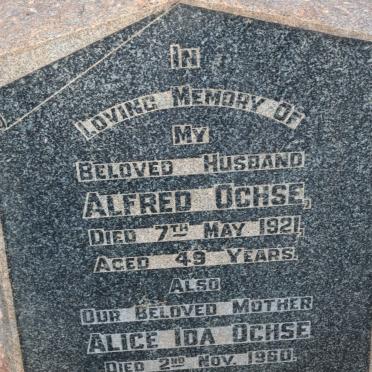 IN
LOVING MEMORY OF
MY
BELOVED HUSBAND
ALFRED OCHSE,
DIED 7TH MAY 1921,
AGED 49 YEARS.
ALSO
OUR BELOVED MOTHER
ALICE IDA OCHSE
DIED 2ND NOV. 1960.